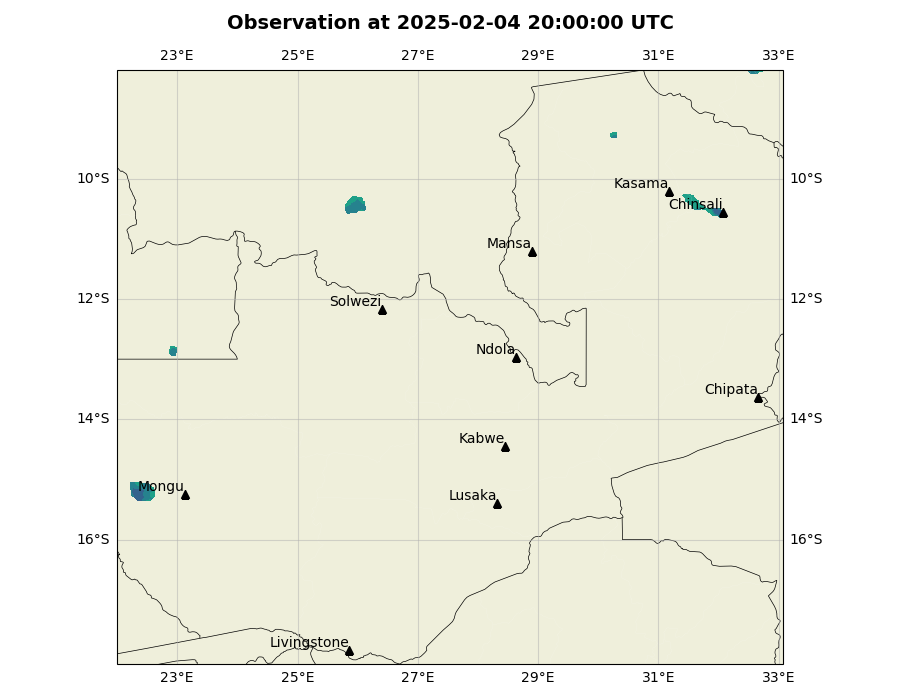 Observation at 2025-02-04 20:00:00 UTC
23°E 25°E 27°E 29°E 31°E 33°E
10°S 10°S
Kasama
Chinsali
Mansa
12°S 12°S
Solwezi
Ndola
Chipata
14°S 14°S
Kabwe
Mongu
Lusaka
16°S 16°S
Livingstone
23°E 25°E 27°E 29°E 31°E 33°E